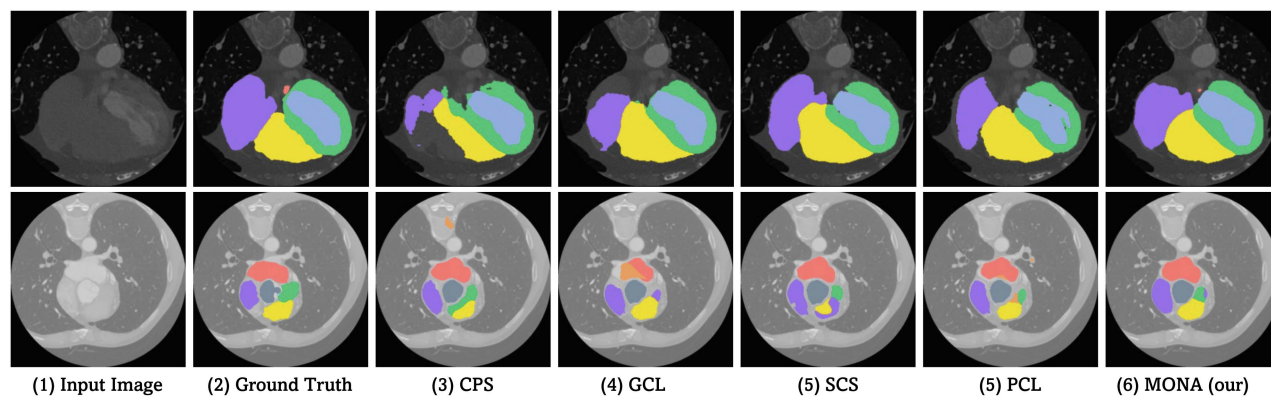 (1) Input Image (2) Ground Truth (3) CPS (4) GCL (5) SCS (5) PCL (6) MONA (our)